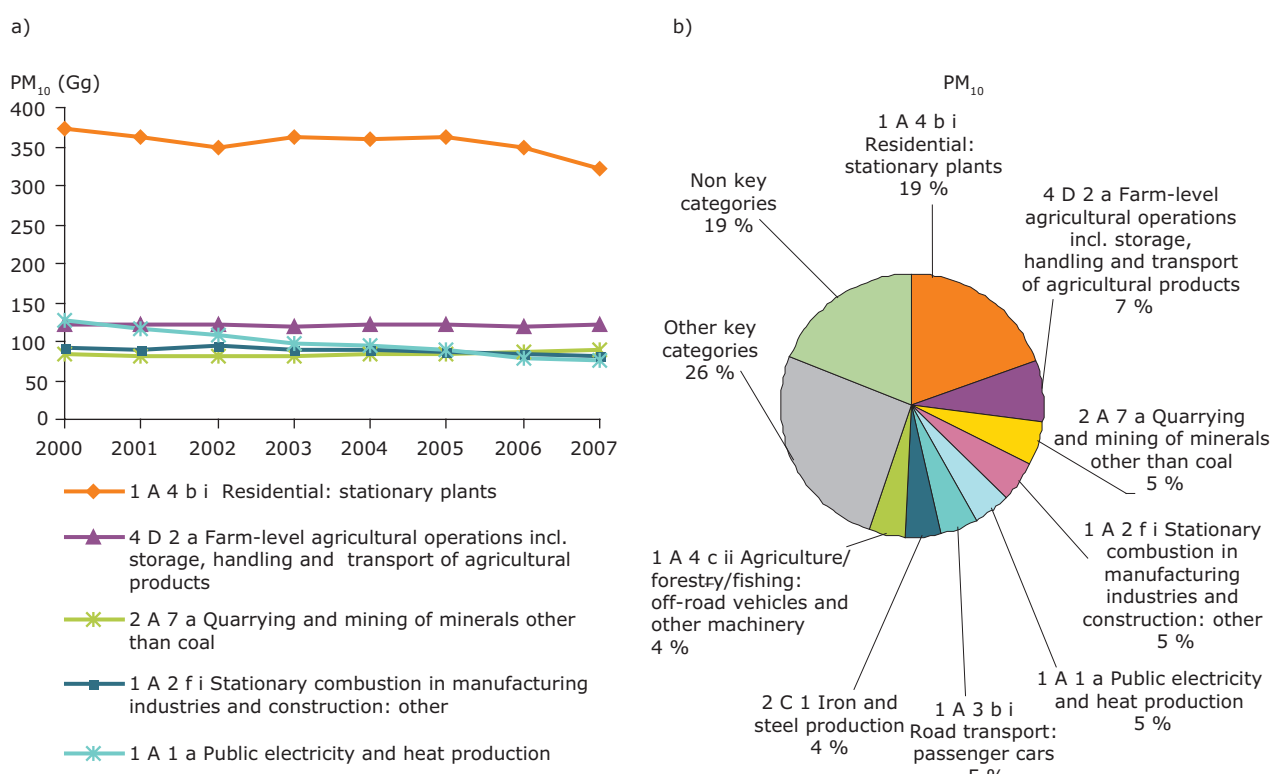 a)
PM10 (Gg)
400
350
300
250
200
150
100
50
0
2000 2001 2002 2003 2004 2005 2006 2007
1 A 4 b i Residential: stationary plants
4 D 2 a Farm-level agricultural operations incl.
storage, handling and transport of agricultural
products
2 A 7 a Quarrying and mining of minerals other
than coal
1 A 2 f i Stationary combustion in manufacturing
industries and construction: other
1 A 1 a Public electricity and heat production
b)
PM10
1 A 4 b i
Residential:
stationary plants
19 %
4 D 2 a Farm-level
agricultural operations
incl. storage,
handling and transport
of agricultural products
7 %
2 A 7 a Quarrying
and mining of minerals
other than coal
5 %
1 A 2 f i Stationary
combustion in
manufacturing
industries and
construction: other
5 %
1 A 1 a Public electricity
and heat production
5 %
1 A 3 b i
Road transport:
passenger cars
5 %
2 C 1 Iron and
steel production
4 %
1 A 4 c ii Agriculture/
forestry/fishing:
off-road vehicles and
other machinery
4 %
Other key
categories
26 %
Non key
categories
19 %